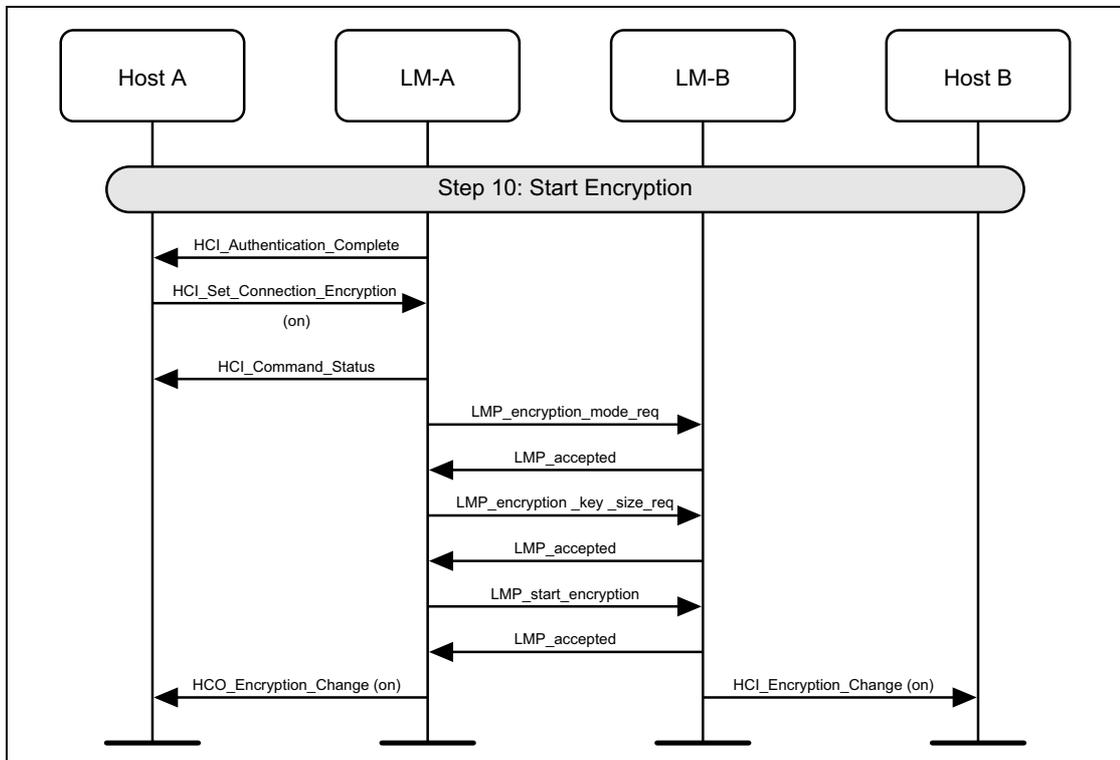 Host A
LM-A
LM-B
Host B
Step 10: Start Encryption
HCI_Authentication_Complete
HCI_Set_Connection_Encryption
(on)
HCI_Command_Status
LMP_encryption_mode_req
LMP_accepted
LMP_encryption _key _size_req
LMP_accepted
LMP_start_encryption
LMP_accepted
HCO_Encryption_Change (on)
HCI_Encryption_Change (on)